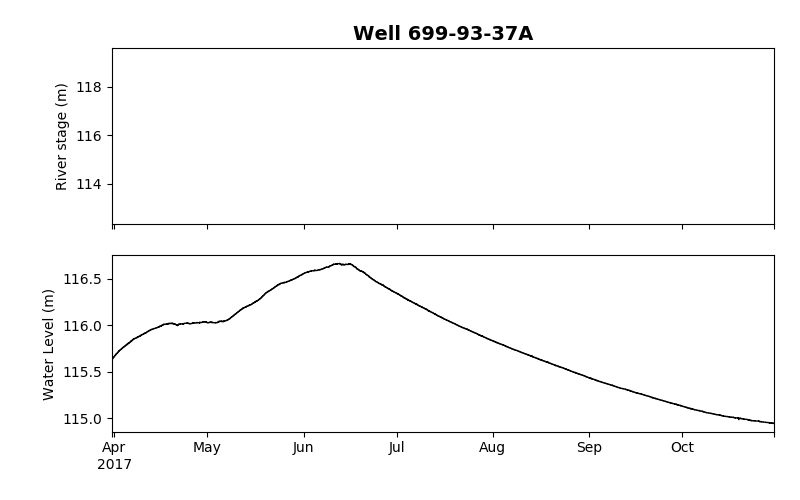 Well 699-93-37A
118
116
114
River stage (m)
116.5
116.0
115.5
115.0
Water Level (m)
Apr May Jun Jul Aug Sep Oct
2017